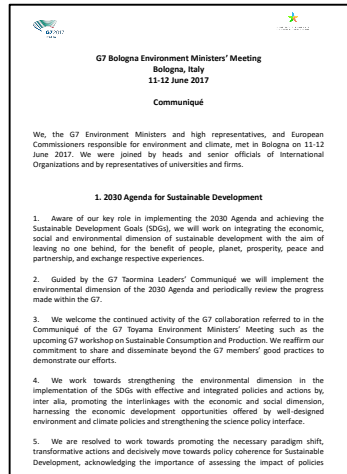 G7 Bologna Environment Ministers' Meeting
Bologna, Italy
11-12 June 2017
Communiqué
We, the G7 Environment Ministers and high representatives, and European
Commissioners responsible for environment and climate, met in Bologna on 11-12
June 2017. We were joined by heads and senior officials of International
Organizations and by representatives of universities and firms.
1. 2030 Agenda for Sustainable Development
1. Aware of our key role in implementing the 2030 Agenda and achieving the
Sustainable Development Goals (SDGs), we will work on integrating the economic,
social and environmental dimension of sustainable development with the aim of
leaving no one behind, for the benefit of people, planet, prosperity, peace and
partnership, and exchange respective experiences.
2. Guided by the G7 Taormina Leaders' Communiqué we will implement the
environmental dimension of the 2030 Agenda and periodically review the progress
made within the G7.
3. We welcome the continued activity of the G7 collaboration referred to in the
Communiqué of the G7 Toyama Environment Ministers' Meeting such as the
upcoming G7 workshop on Sustainable Consumption and Production. We reaffirm our
commitment to share and disseminate beyond the G7 members' good practices to
demonstrate our efforts.
4. We work towards strengthening the environmental dimension in the
implementation of the SDGs with effective and integrated policies and actions by,
inter alia, promoting the interlinkages with the economic and social dimension,
harnessing the economic development opportunities offered by well-designed
environment and climate policies and strengthening the science policy interface.
5. We are resolved to work towards promoting the necessary paradigm shift,
transformative actions and decisively move towards policy coherence for Sustainable
Development, acknowledging the importance of assessing the impact of policies